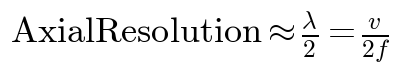 AxialResolution ≈ λ/2 = v/2f